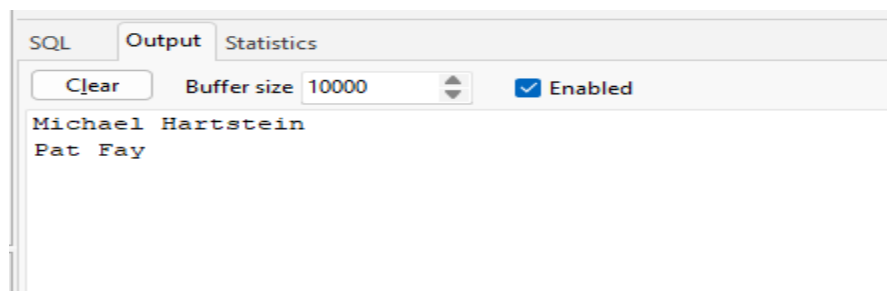 SQL Output Statistics
Clear Buffer size 10000 Enabled
Michael Hartstein
Pat Fay